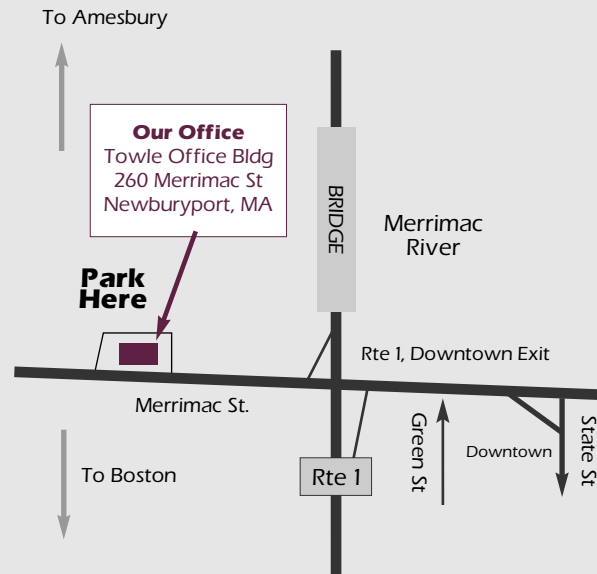 To Amesbury
Our Office
Towle Office Bldg
260 Merrimac St
Newburyport, MA
BRIDGE
Merrimac
River
Park
Here
Rte 1, Downtown Exit
Merrimac St.
Green St
Downtown
State St
To Boston
Rte 1